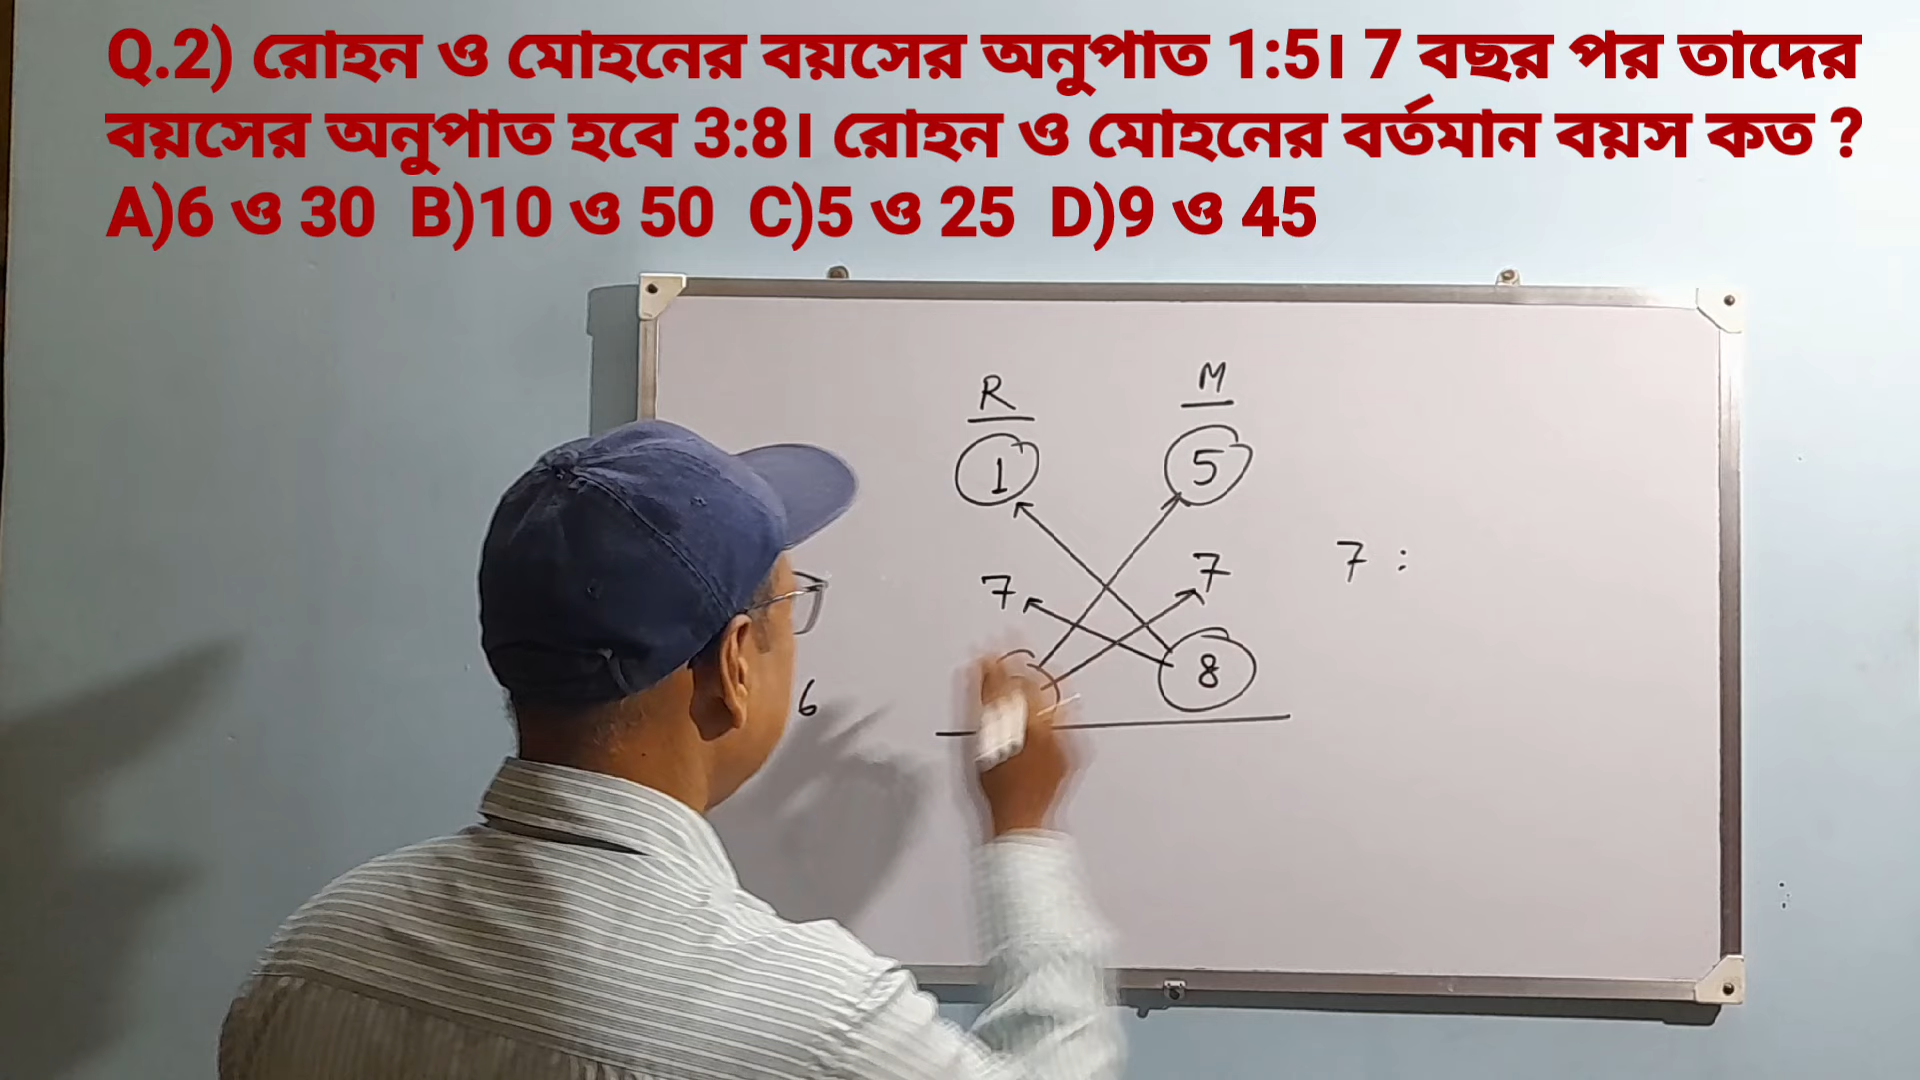 Q.2) রোহন ও মোহনের বয়সের অনুপাত 1:5। 7 বছর পর তাদের
বয়সের অনুপাত হবে 3:8। রোহন ও মোহনের বর্তমান বয়স কত ?
A)6 ও 30 B)10 ও 50 C)5 ও 25 D)9 ও 45
R M
1 5
7 7 7 :
8
6